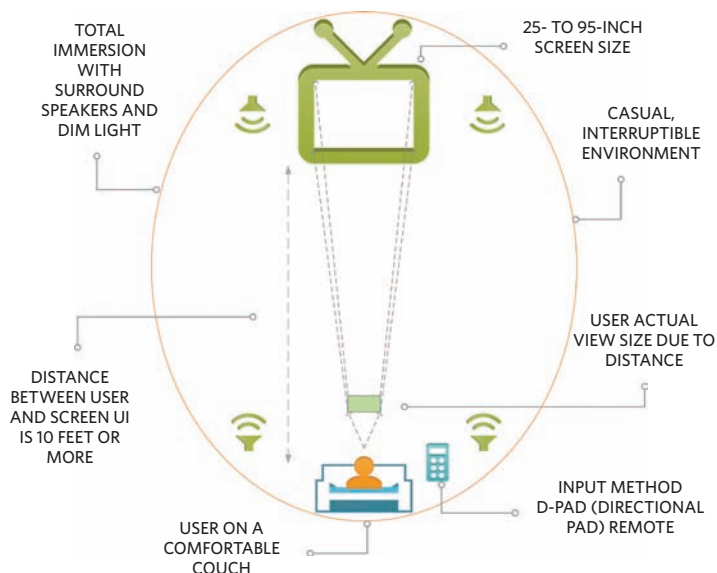 TOTAL
IMMERSION
WITH
SURROUND
SPEAKERS AND
DIM LIGHT
25- TO 95-INCH
SCREEN SIZE
CASUAL,
INTERRUPTIBLE
ENVIRONMENT
DISTANCE
BETWEEN USER
AND SCREEN UI
IS 10 FEET OR
MORE
USER ACTUAL
VIEW SIZE DUE TO
DISTANCE
USER ON A
COMFORTABLE
COUCH
INPUT METHOD
D-PAD (DIRECTIONAL
PAD) REMOTE